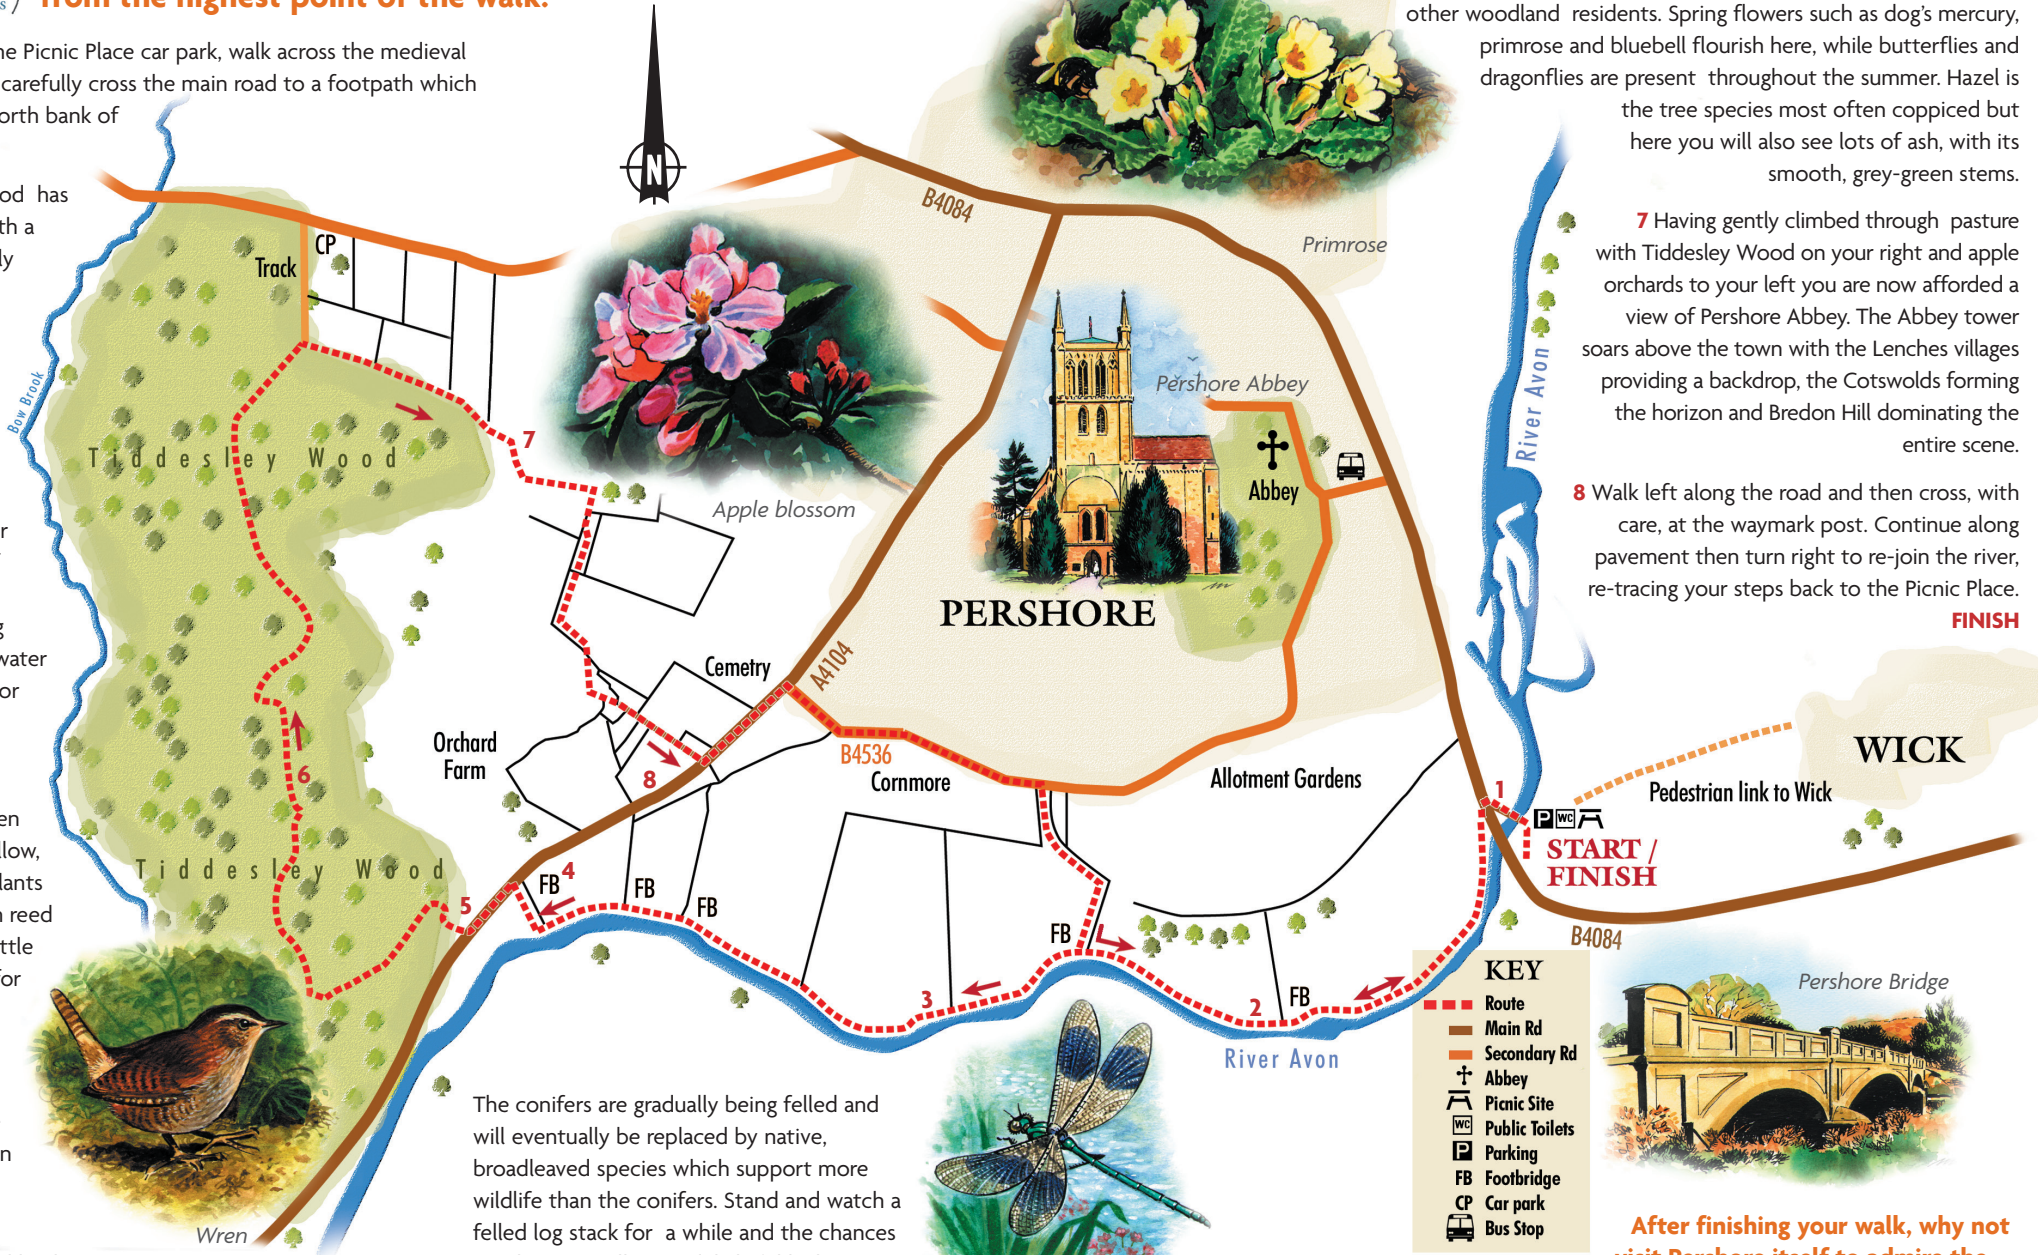 from the highest point of the walk.
ne Picnic Place car park, walk across the medieval
carefully cross the main road to a footpath which
orth bank of
od has
th a
ly
r
g
water
or
en
llow,
lants
n reed
ttle
for
n
other woodland residents. Spring flowers such as dog's mercury,
primrose and bluebell flourish here, while butterflies and
dragonflies are present throughout the summer. Hazel is
the tree species most often coppiced but
here you will also see lots of ash, with its
smooth, grey-green stems.
7 Having gently climbed through pasture
with Tiddesley Wood on your right and apple
orchards to your left you are now afforded a
view of Pershore Abbey. The Abbey tower
soars above the town with the Lenches villages
providing a backdrop, the Cotswolds forming
the horizon and Bredon Hill dominating the
entire scene.
8 Walk left along the road and then cross, with
care, at the waymark post. Continue along
pavement then turn right to re-join the river,
re-tracing your steps back to the Picnic Place.
FINISH
N
B4084
Primrose
CP
Track
Bow Brook
Tiddesley Wood
7
Apple blossom
Pershore Abbey
Abbey
River Avon
PERSHORE
Cemetry
A4104
Orchard
Farm
8
B4536
Cornmore
Allotment Gardens
6
WICK
Pedestrian link to Wick
1
P WC
START /
FINISH
Tiddesley Wood
5
FB
4
FB
FB
FB
3
2
FB
River Avon
B4084
Pershore Bridge
KEY
Route
Main Rd
Secondary Rd
Abbey
Picnic Site
WC Public Toilets
P Parking
FB Footbridge
CP Car park
Bus Stop
Wren
The conifers are gradually being felled and
will eventually be replaced by native,
broadleaved species which support more
wildlife than the conifers. Stand and watch a
felled log stack for a while and the chances
After finishing your walk, why not
visit Pershore itself to admire the